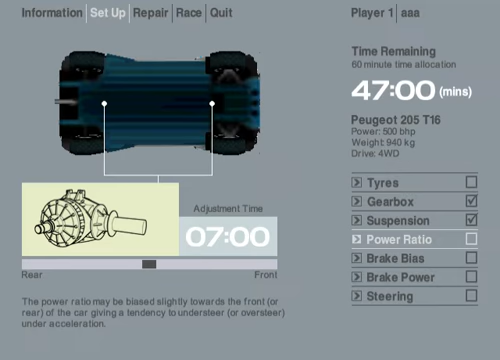 Information | Set Up | Repair | Race | Quit
Player 1 | aaa
Time Remaining
60 minute time allocation
47:00 (mins)
Peugeot 205 T16
Power: 500 bhp
Weight: 940 kg
Drive: 4WD
Tyres
Gearbox
Suspension
Power Ratio
Brake Bias
Brake Power
Steering
Adjustment Time
07:00
Rear Front
The power ratio may be biased slightly towards the front (or
rear) of the car giving a tendency to understeer (or oversteer)
under acceleration.